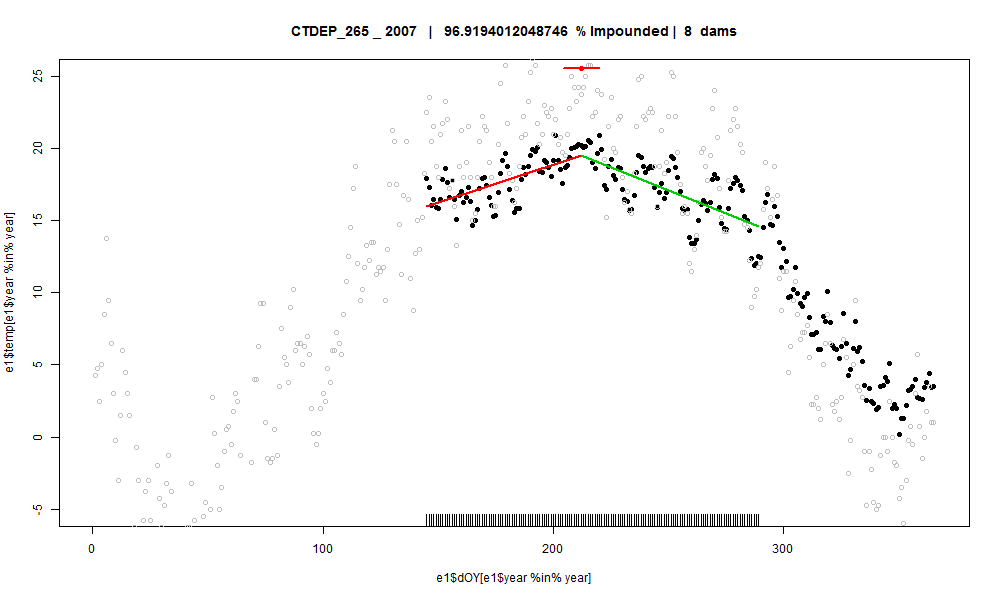 CTDEP_265 _ 2007 | 96.9194012048746 % Impounded | 8 dams
25
20
15
10
5
0
-5
e1$temp[e1$year %in% year]
0 100 200 300
e1$dOY[e1$year %in% year]